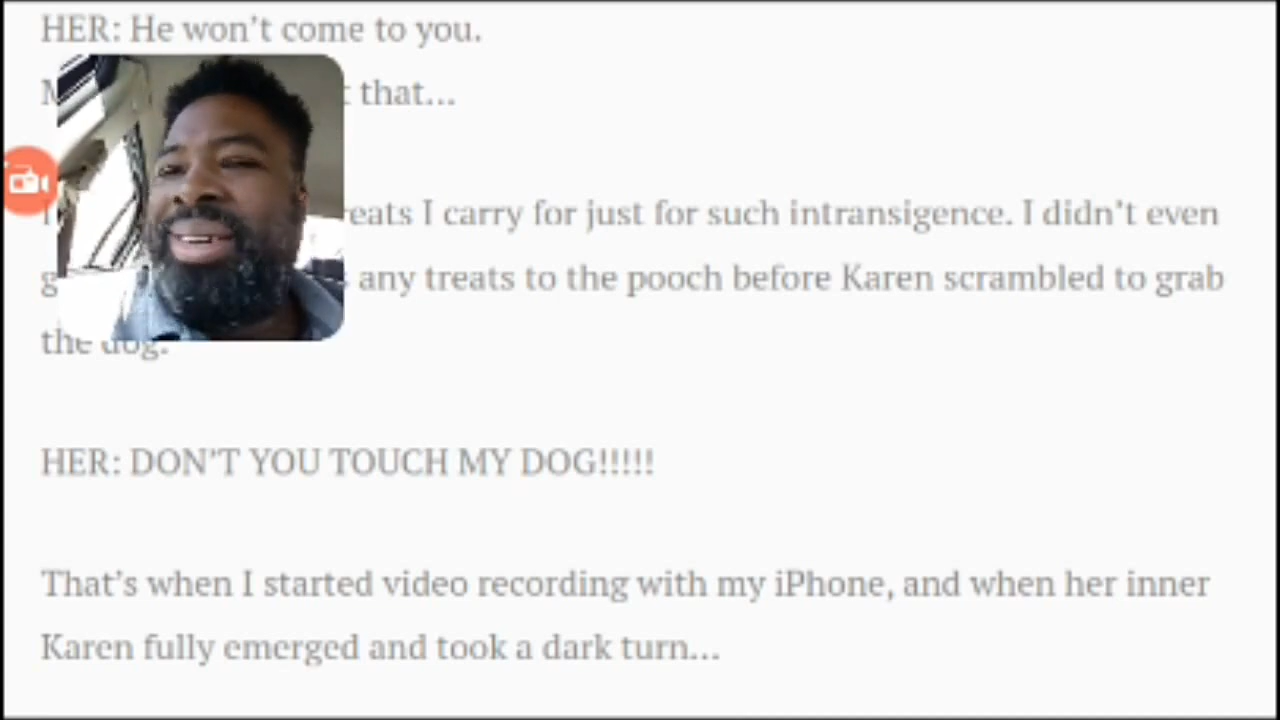 HER: He won't come to you.
that...
reats I carry for just for such intransigence. I didn't even
any treats to the pooch before Karen scrambled to grab
the dog.
HER: DON'T YOU TOUCH MY DOG!!!!!
That's when I started video recording with my iPhone, and when her inner
Karen fully emerged and took a dark turn...